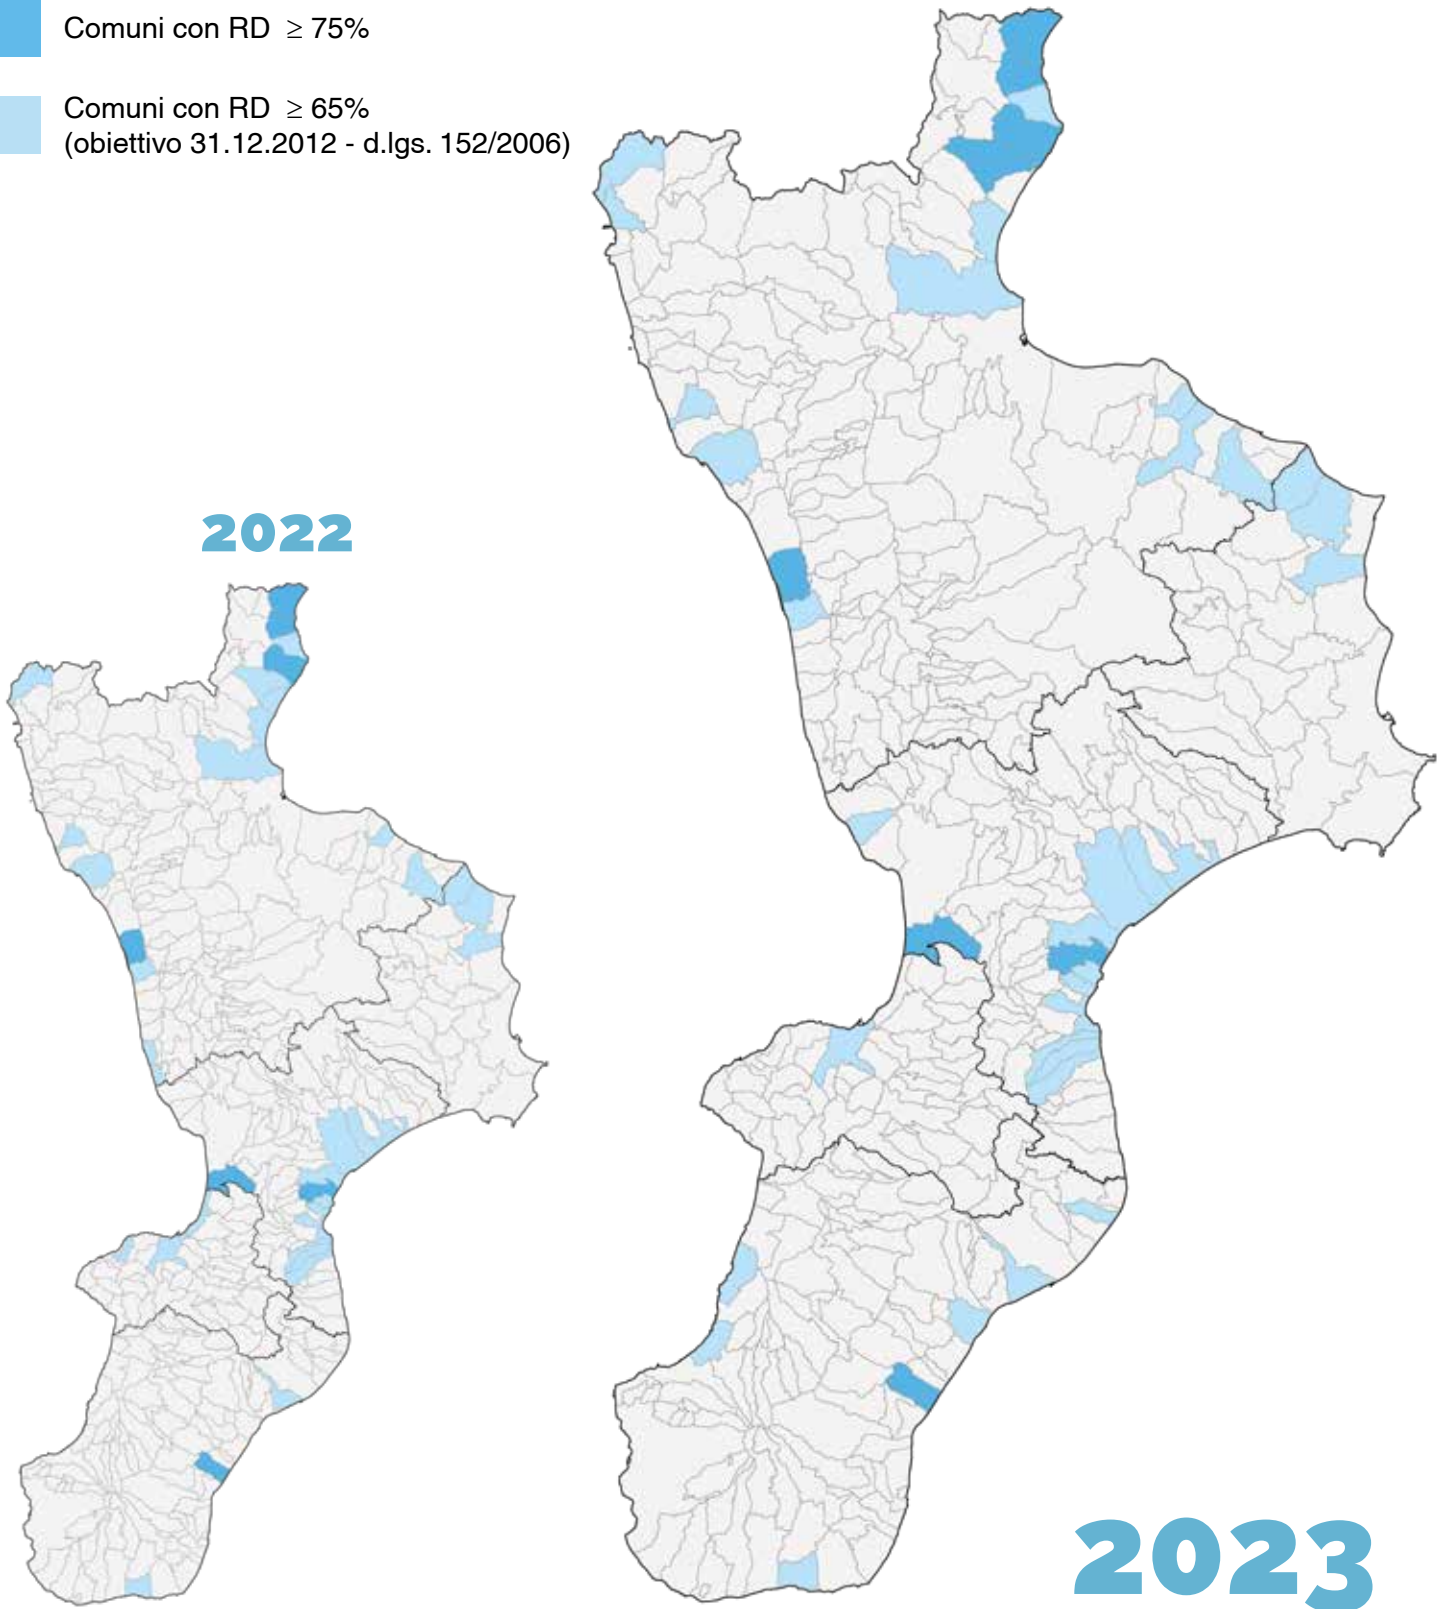 Comuni con RD ≥ 75%
Comuni con RD ≥ 65%
(obiettivo 31.12.2012 - d.lgs. 152/2006)
2022
2023